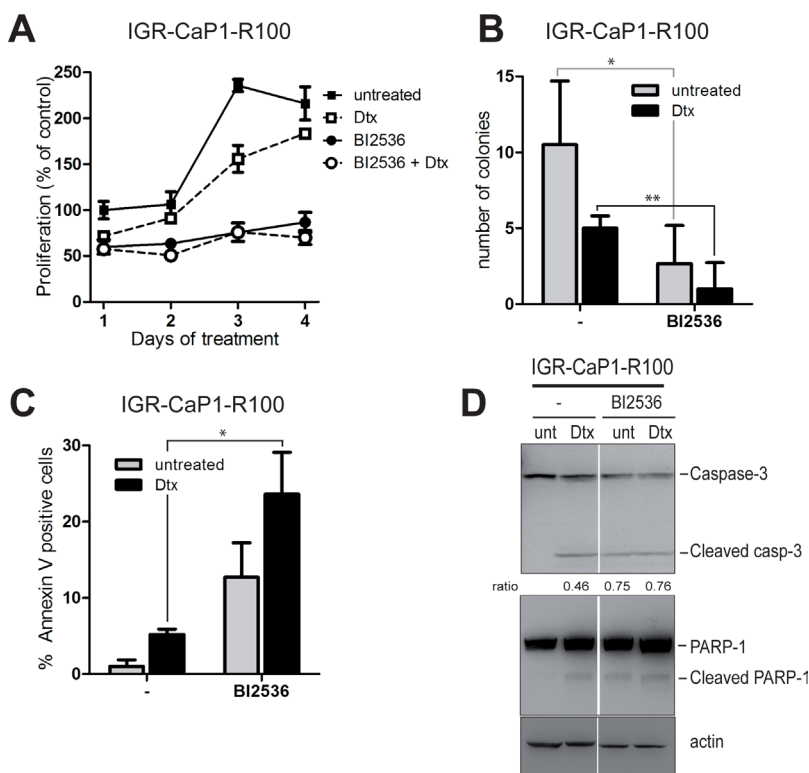 A
IGR-CaP1-R100
Proliferation (% of control)
250
200
150
100
50
0
1 2 3 4
Days of treatment
untreated
Dtx
BI2536
BI2536 + Dtx
B
IGR-CaP1-R100
number of colonies
15
10
5
0
*
**
untreated
Dtx
- BI2536
C
IGR-CaP1-R100
% Annexin V positive cells
30
20
10
0
*
untreated
Dtx
- BI2536
D
IGR-CaP1-R100
- BI2536
unt Dtx unt Dtx
Caspase-3
Cleaved casp-3
ratio 0.46 0.75 0.76
PARP-1
Cleaved PARP-1
actin